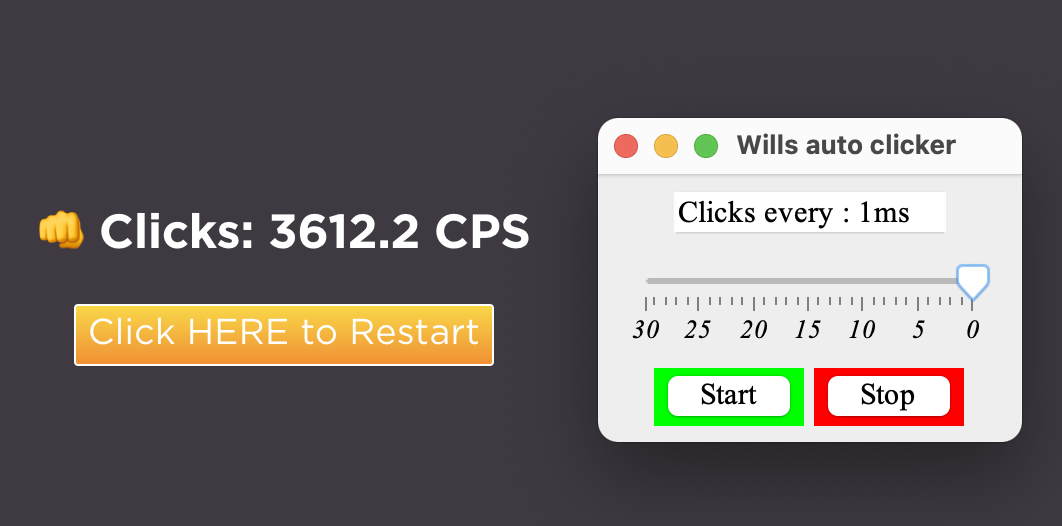 👊 Clicks: 3612.2 CPS
Click HERE to Restart
Wills auto clicker
Clicks every : 1ms
30 25 20 15 10 5 0
Start Stop